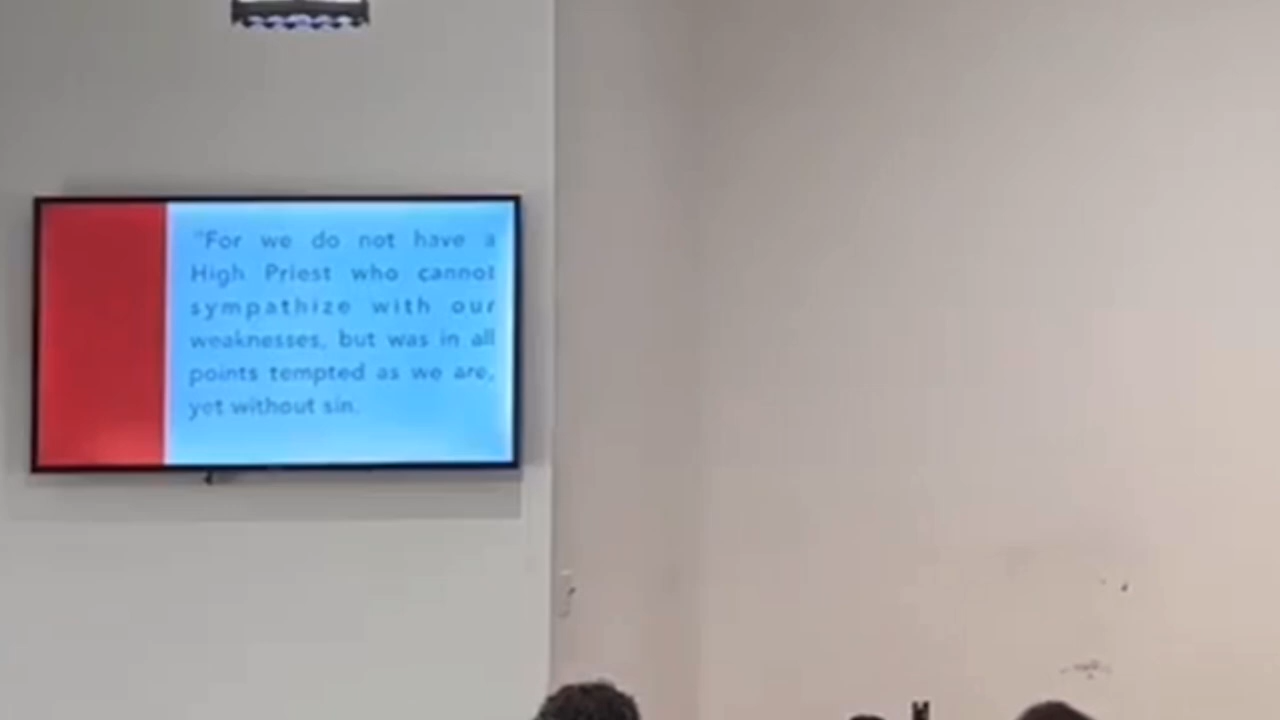 "For we do not have a
High Priest who cannot
sympathize with our
weaknesses, but was in all
points tempted as we are,
yet without sin.